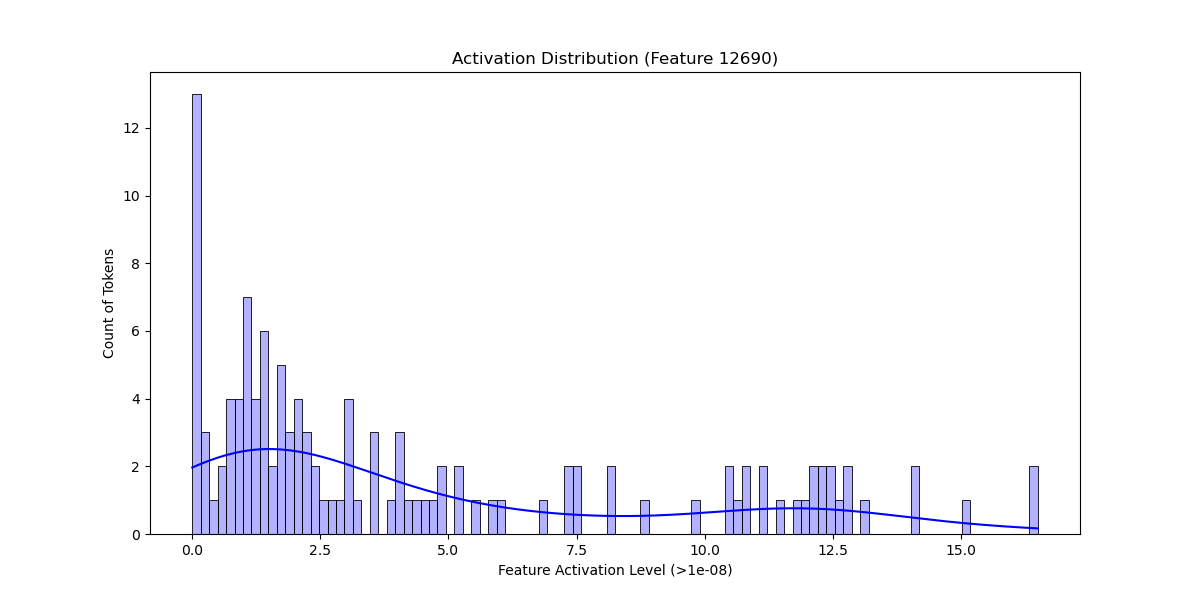 Activation Distribution (Feature 12690)
Count of Tokens
12
10
8
6
4
2
0
0.0 2.5 5.0 7.5 10.0 12.5 15.0
Feature Activation Level (>1e-08)